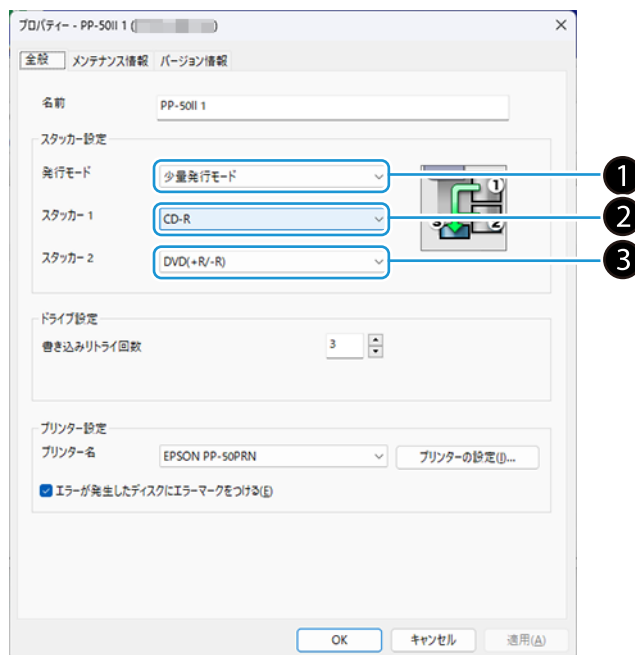 プロパティー - PP-50II 1 (
)
全般 メンテナンス情報 バージョン情報
名前 PP-50II 1
スタッカー設定
発行モード 少量発行モード 1
スタッカー 1 CD-R 2
スタッカー 2 DVD(+R/-R) 3
1
2
3
ドライブ設定
書き込みリトライ回数 3
プリンター設定
プリンター名 EPSON PP-50PRN プリンターの設定(I)...
エラーが発生したディスクにエラーマークをつける(E)
OK キャンセル 適用(A)